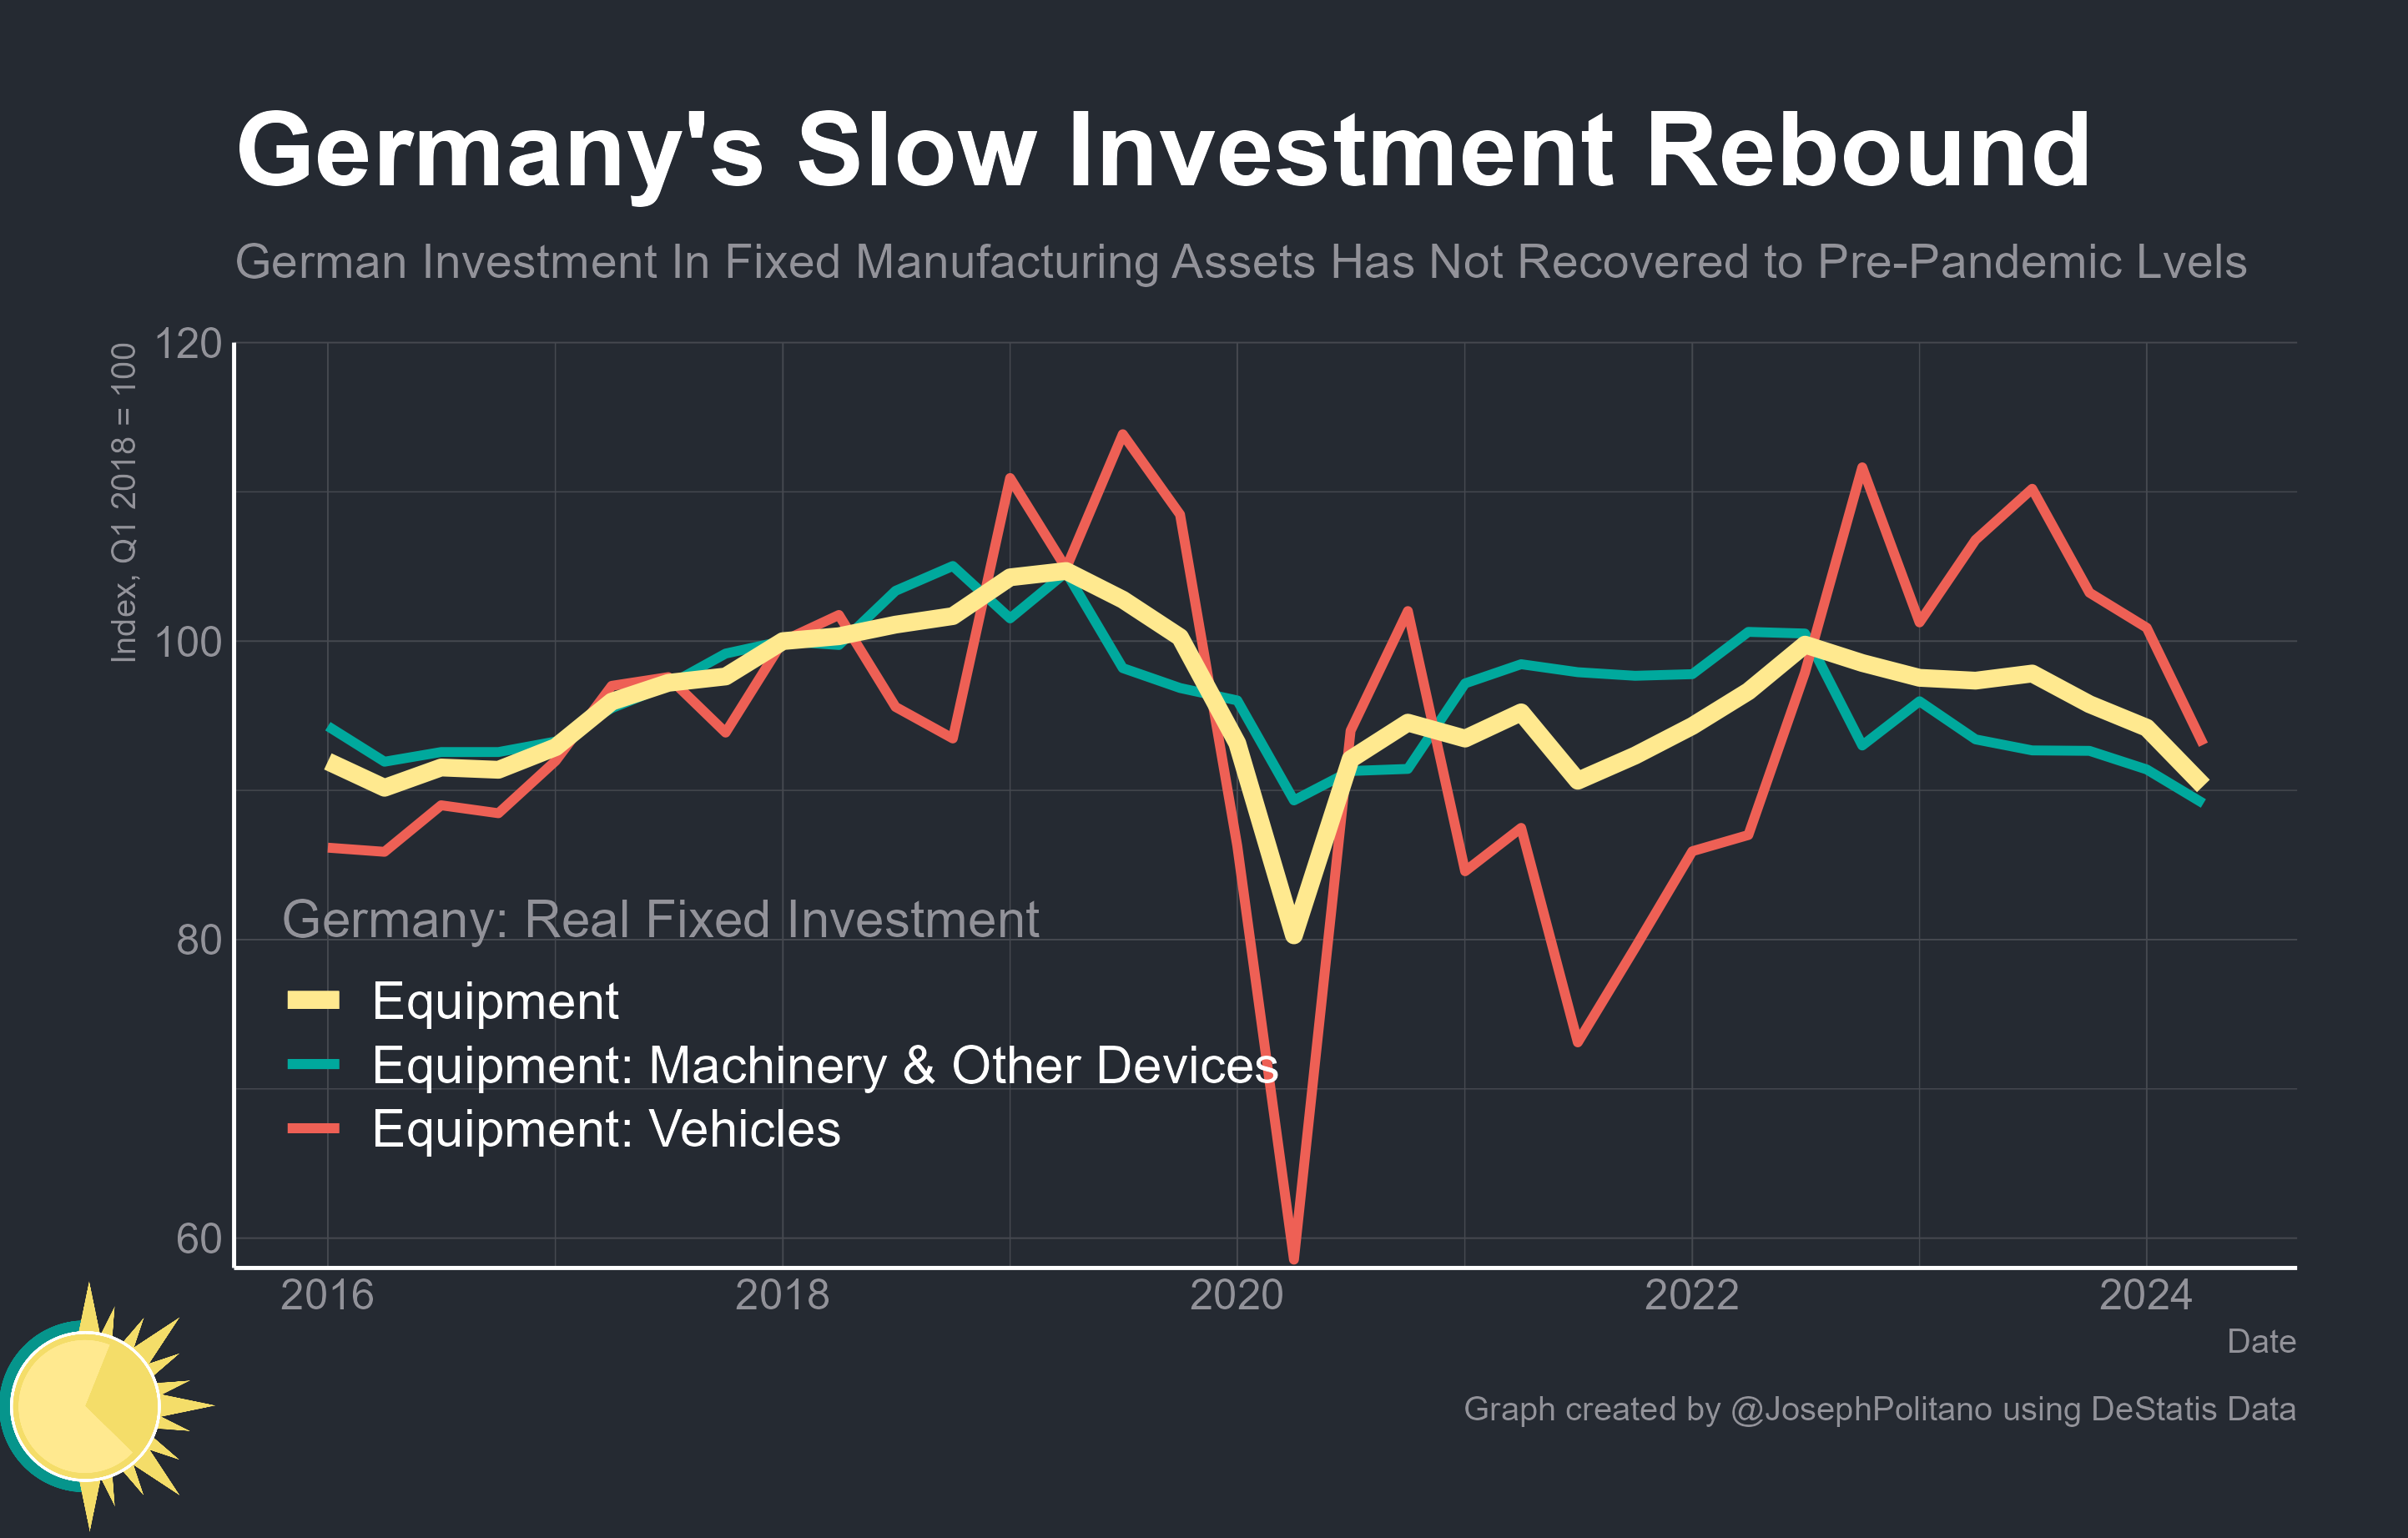 Germany's Slow Investment Rebound
German Investment In Fixed Manufacturing Assets Has Not Recovered to Pre-Pandemic Lvels
Index, Q1 2018 = 100
120
100
80
60
Germany: Real Fixed Investment
Equipment
Equipment: Machinery & Other Devices
Equipment: Vehicles
2016 2018 2020 2022 2024
Date
Graph created by @JosephPolitano using DeStatis Data